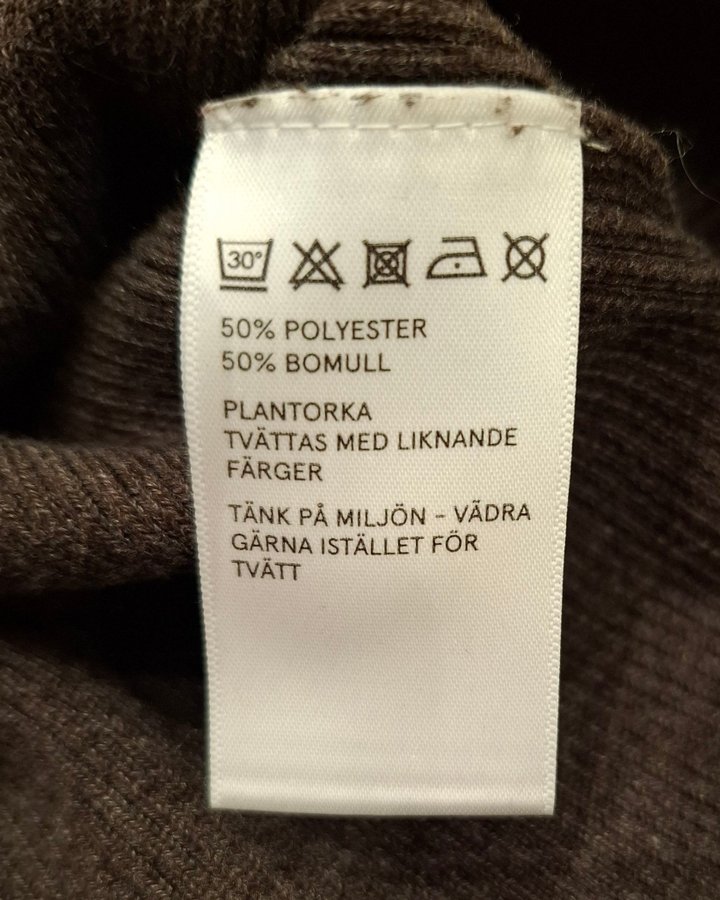 30°
50% POLYESTER
50% BOMULL
PLANTORKA
TVÄTTAS MED LIKNANDE
FÄRGER
TÄNK PÅ MILJÖN - VÄDRA
GÄRNA ISTÄLLET FÖR
TVÄTT